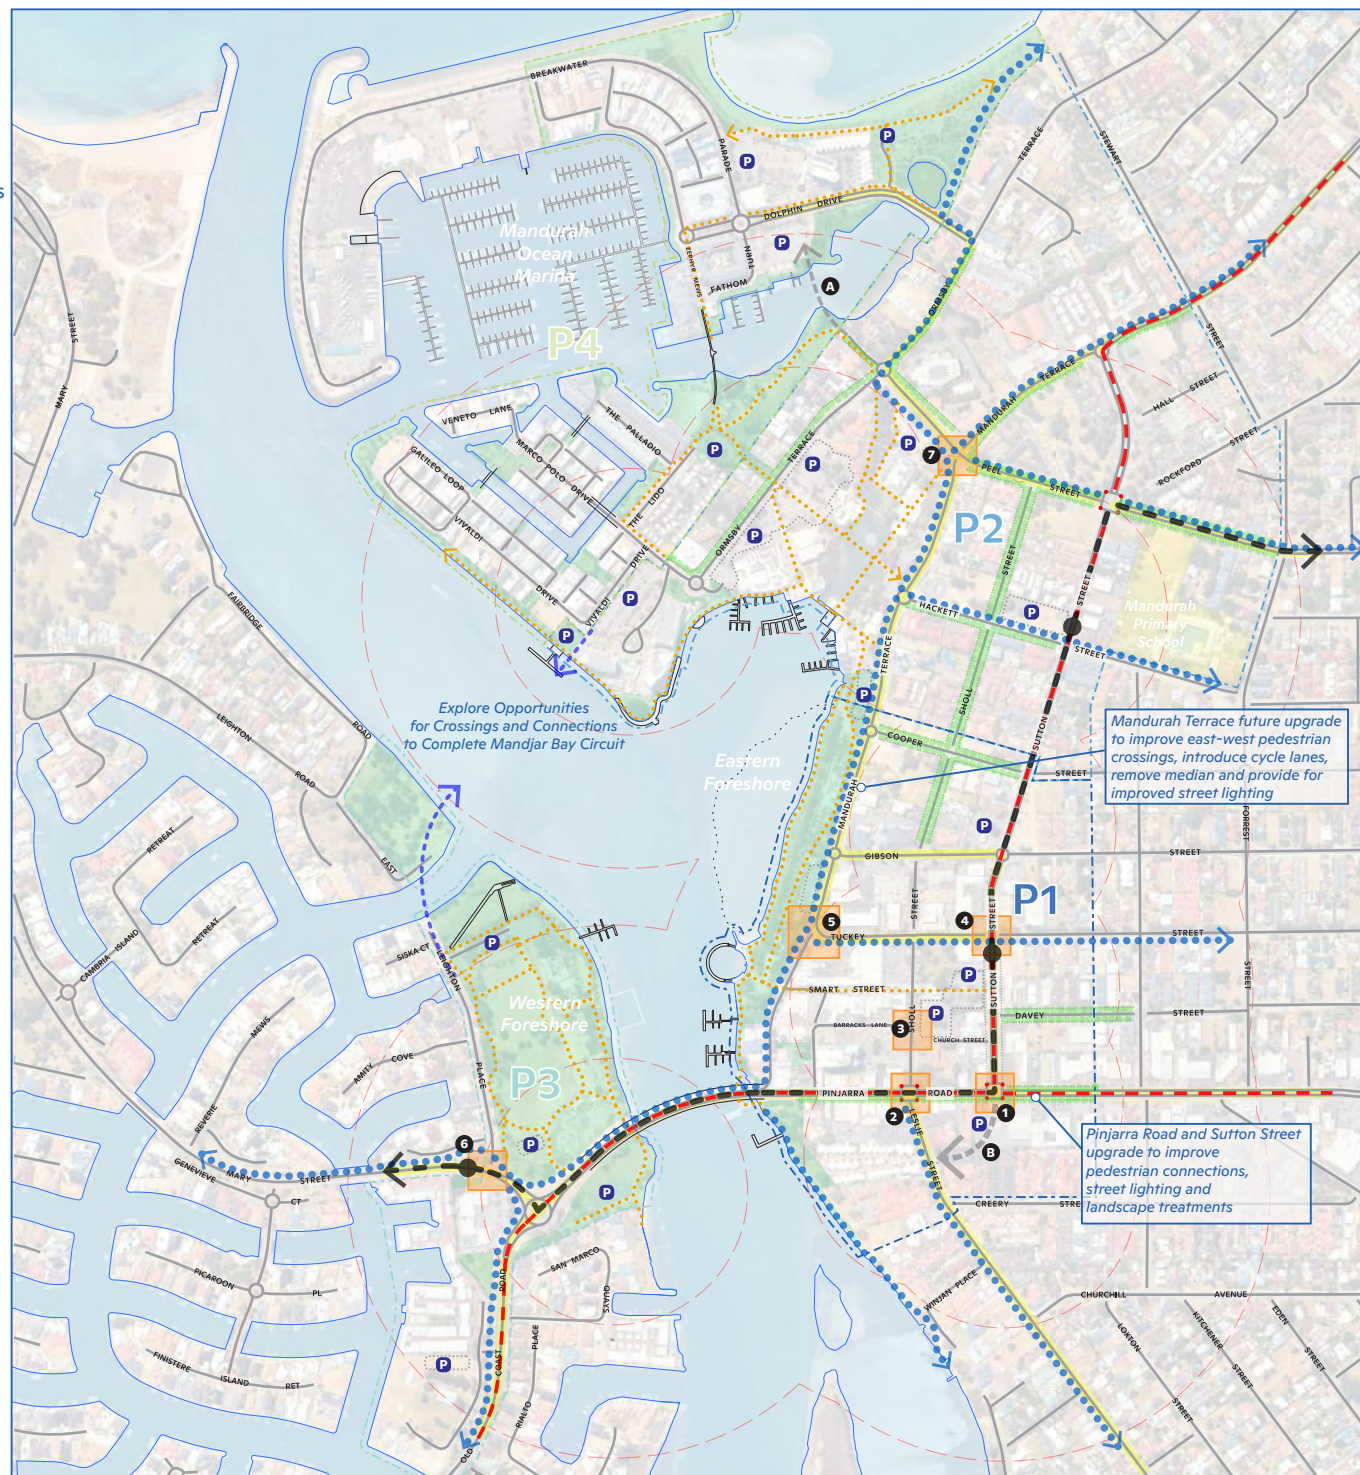 s
BREAKWATER
PARADE
TERRACE
STEWART
STREET
P
P
DOLPHIN DRIVE
Mandurah
Ocean
Marina
P
ZEPHYR MEWS
TURN
FATHOM
A
ORMSBY
STREET
MARY
P4
TERRACE
MANDURAH
HALL STREET
STREET
ROCKFORD
VENETO LANE
THE PALLADIO
MARCO POLO DRIVE
GALILEO LOOP
VIVALDI
DRIVE
THE LIDO
P
TERRACE
ORMSBY
P
P
P
7
PEEL
STREET
P2
STREET
SHOLL
STREET
SUTTON
Mandurah
Primary
School
HACKETT
STREET
P
VIVALDI
DRIVE
P
P
FAIRBRIDGE
ROAD
LEIGHTON
ROAD
EAST
Explore Opportunities
for Crossings and Connections
to Complete Mandjar Bay Circuit
Eastern
Foreshore
P
TERRACE
MANDURAH
COOPER
STREET
Mandurah Terrace future upgrade
to improve east-west pedestrian
crossings, introduce cycle lanes,
remove median and provide for
improved street lighting
P
FORREST
STREET
RETREAT
RETREAT
CAMBRIA ISLAND
GIBSON
STREET
STREET
STREET
P1
5
4
TUCKEY
STREET
SISKA CT
LEIGHTON
PLACE
P
Western
Foreshore
P
SUTTON
SMART STREET
SHOLL
P
3
BARRACKS LANE
CHURCH STREET
DAVEY
STREET
MEWS
AMITY COVE
REVERIE
P3
PINJARRA
ROAD
2
1
P
B
LESLIE
STREET
Pinjarra Road and Sutton Street
upgrade to improve
pedestrian connections,
street lighting and
landscape treatments
6
P
P
GENEVIEVE
CT
MARY
STREET
CREERY
STRE
PICAROON
PL
SAN MARCO
QUAYS
WINJAN PLACE
CHURCHILL
AVENUE
LOXTON
STREET
KITCHENER
STREET
EDEN
STREET
FINISTERE
ISLAND
RET
P
OLD
COAST
ROAD
RIALTO
PLACE